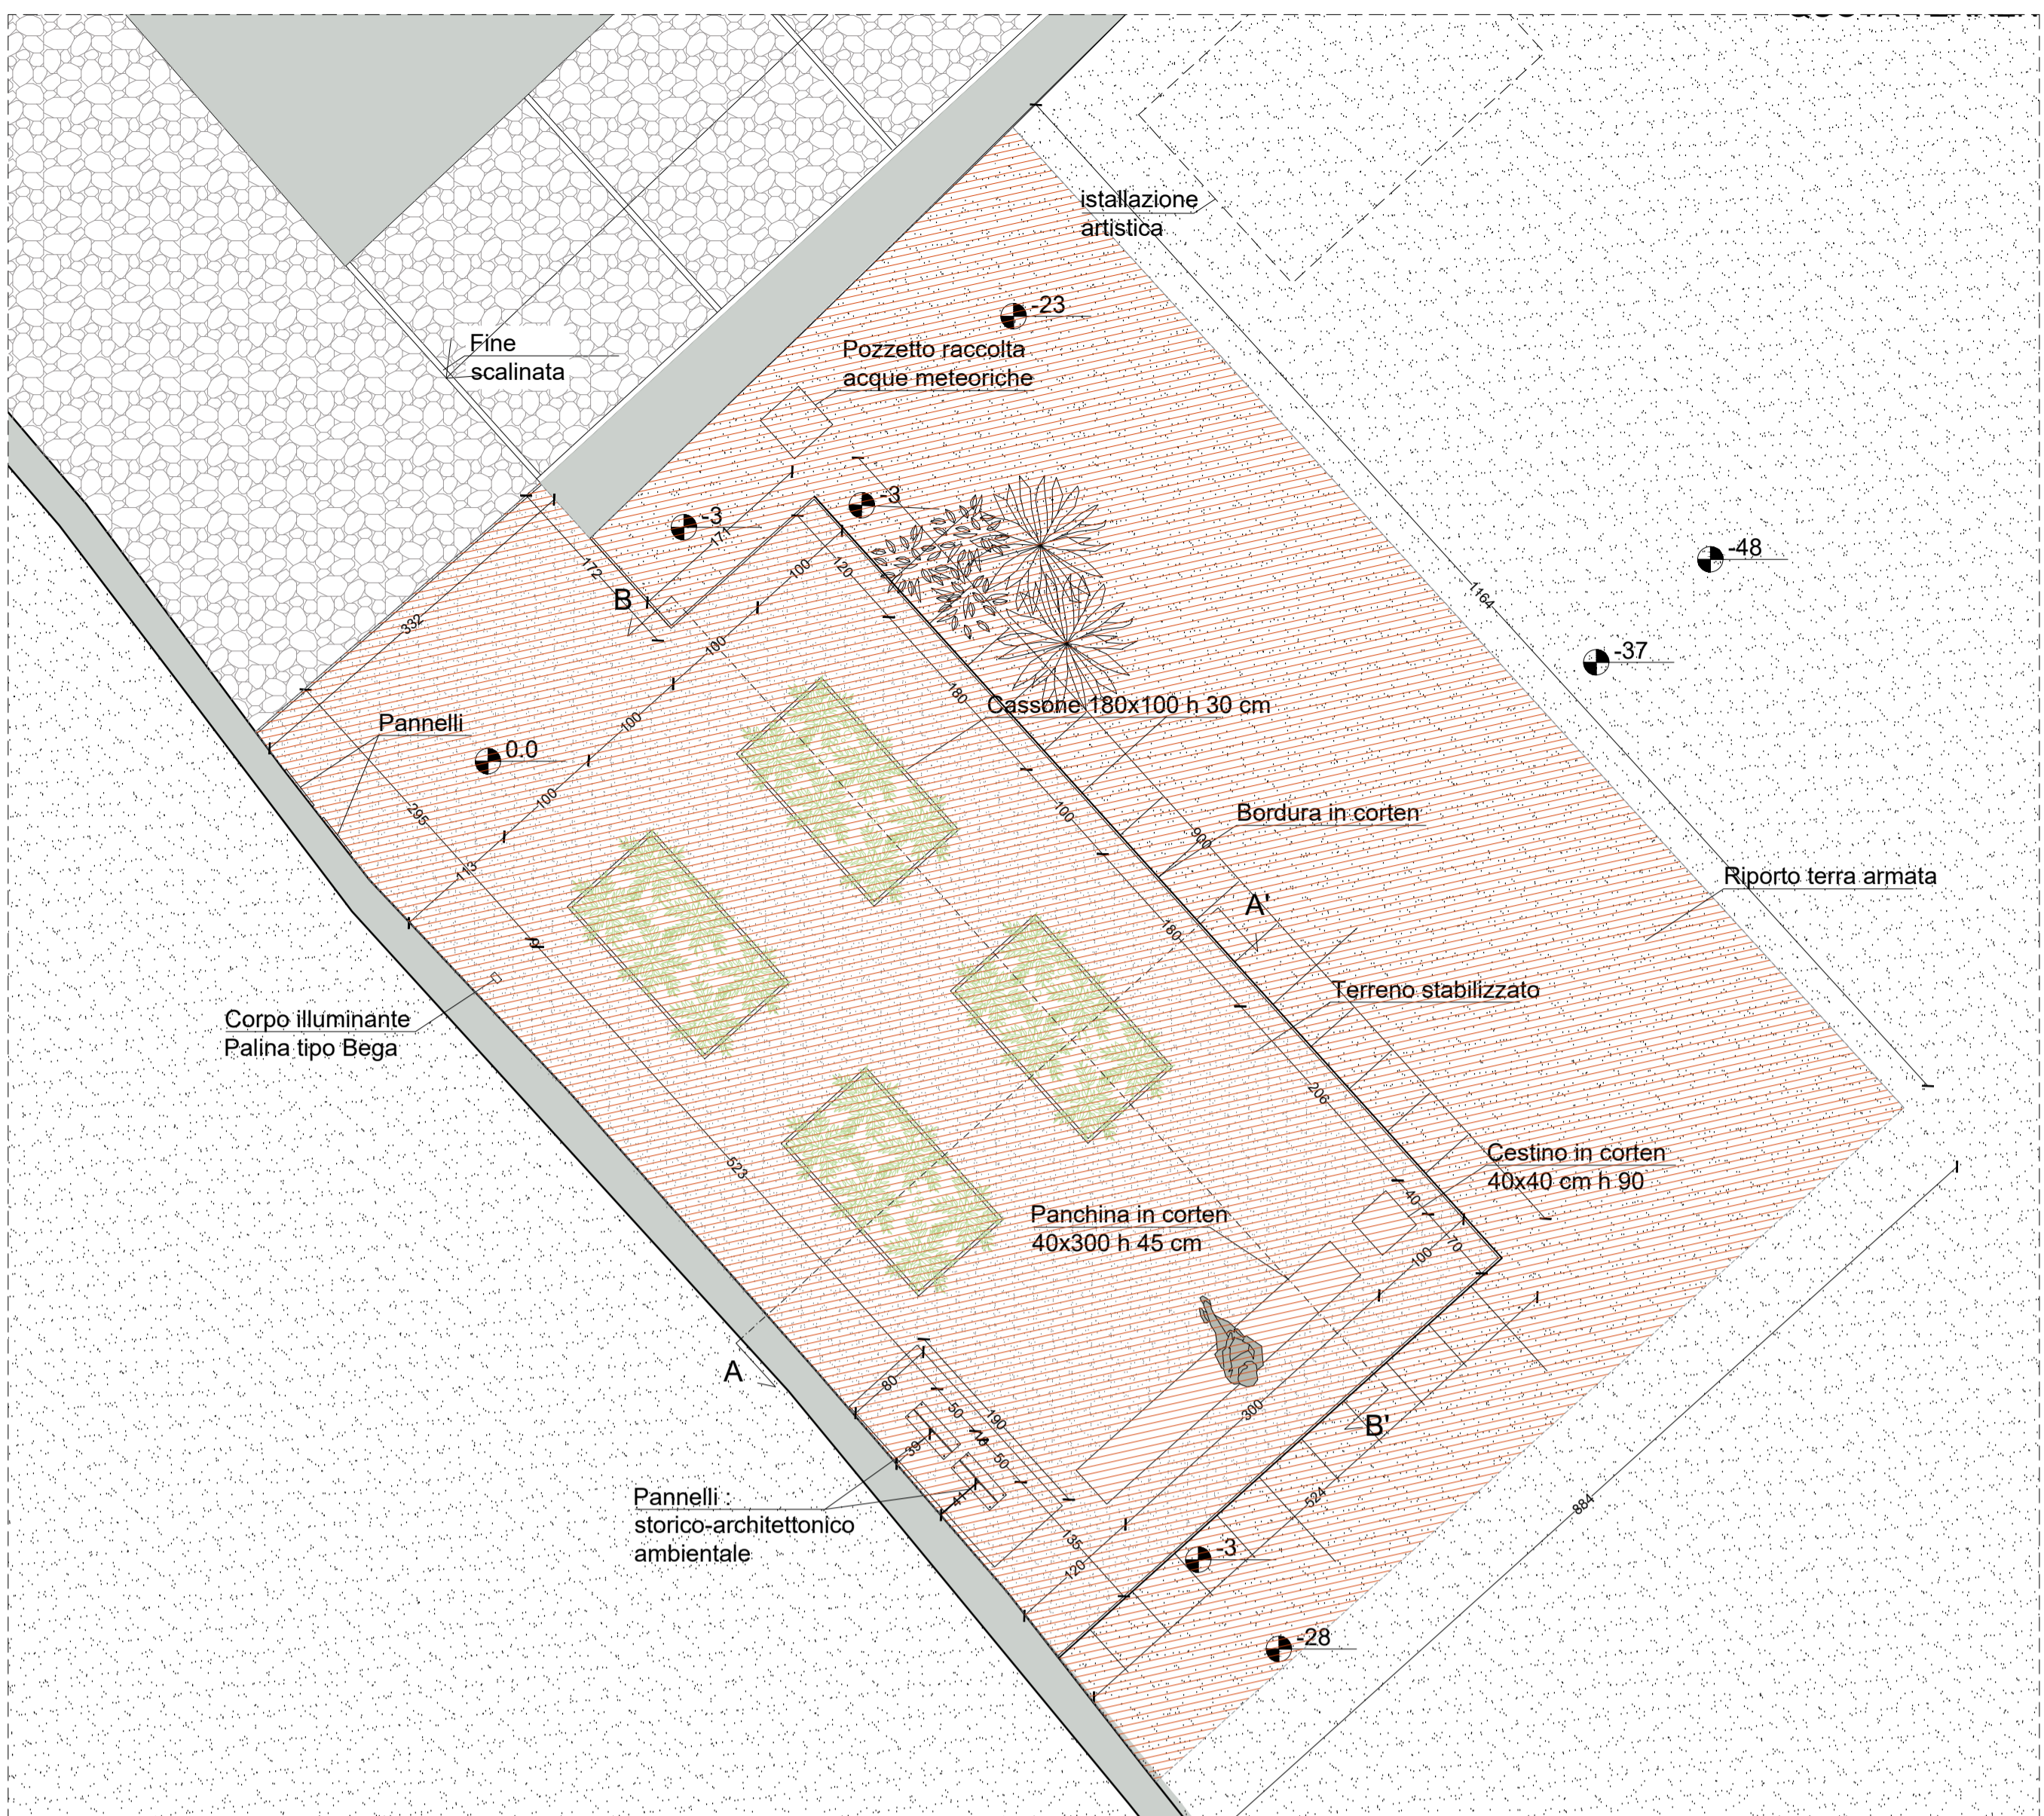 istallazione
artistica
-23
Pozzetto raccolta
acque meteoriche
Fine
scalinata
-3
-3
171
172
B
100
120
-48
1164
-37
332
100
180
Cassone 180x100 h 30 cm
Pannelli
100
0.0
295
100
100
Bordura in corten
900
113
Riporto terra armata
A'
180
9
Terreno stabilizzato
Corpo illuminante
Palina tipo Bega
206
523
Cestino in corten
40x40 cm h 90
40
Panchina in corten
40x300 h 45 cm
70
100
A
80
50
190
300
B'
39
50
41
Pannelli :
storico-architettonico
ambientale
524
884
135
-3
120
-28